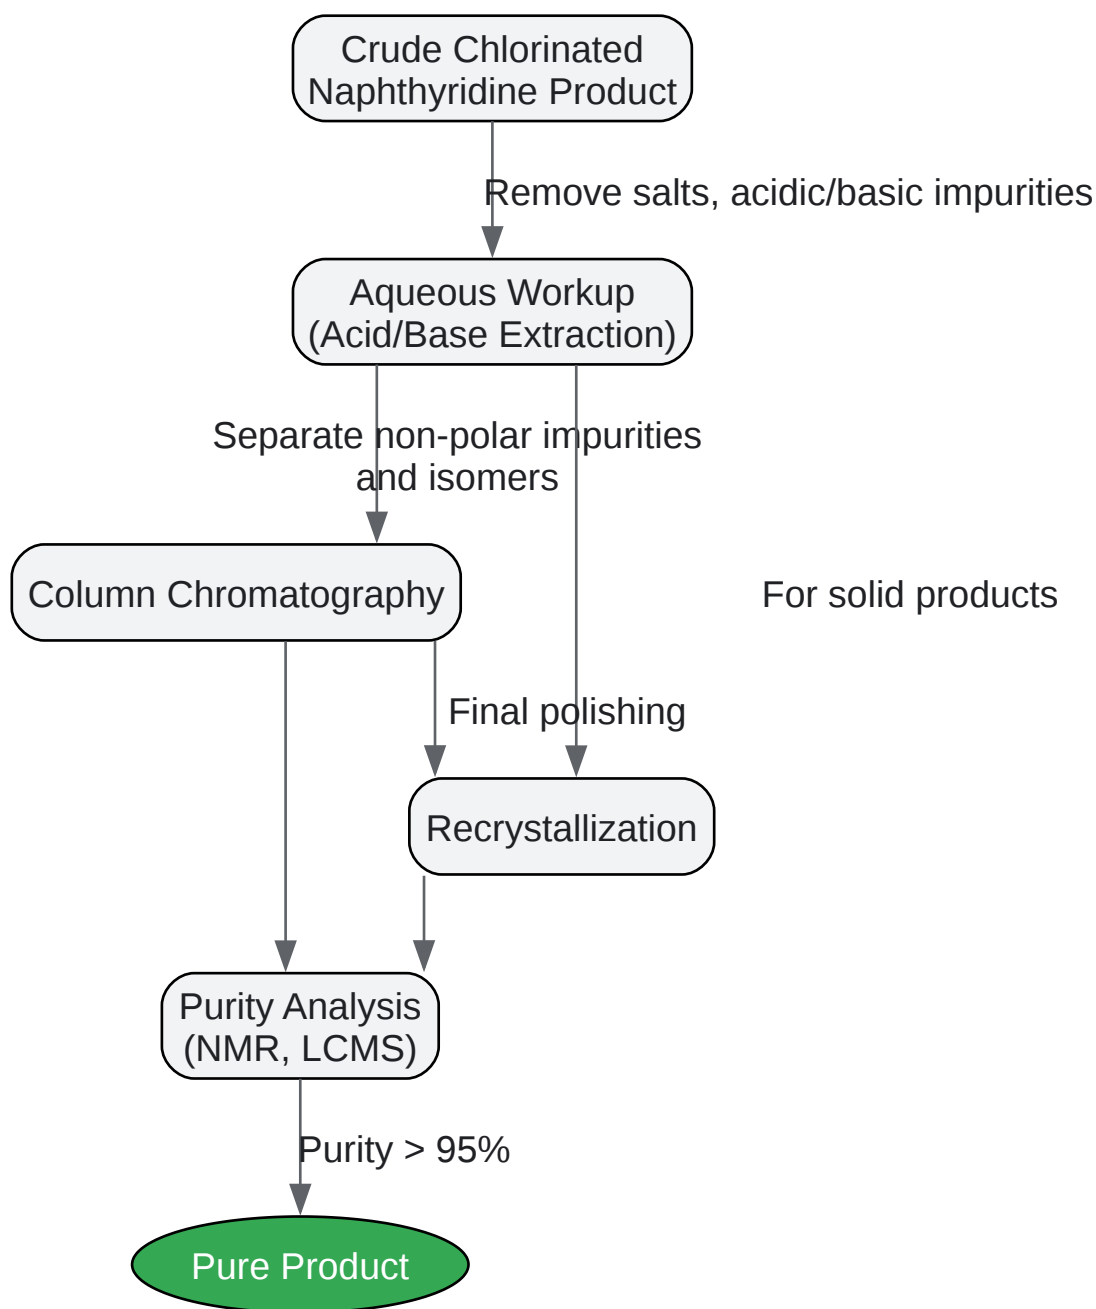 Crude Chlorinated
Naphthyridine Product
Remove salts, acidic/basic impurities
Aqueous Workup
(Acid/Base Extraction)
Separate non-polar impurities
and isomers
Column Chromatography
For solid products
Final polishing
Recrystallization
Purity Analysis
(NMR, LCMS)
Purity > 95%
Pure Product